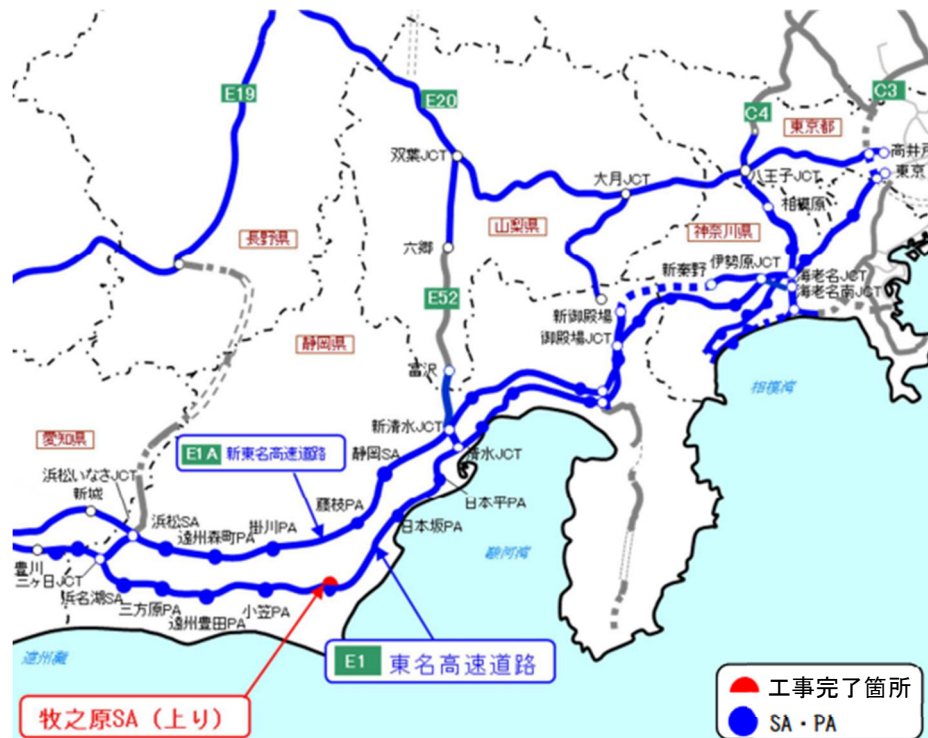 E19
E20
C4
C3
東京都
高井戸
東京
双葉JCT
大月JCT
八王子JCT
相模原
長野県
山梨県
神奈川県
六郷
新秦野
伊勢原JCT
海老名JCT
海老名南JCT
E52
新御殿場
御殿場JCT
静岡県
富沢
相模湾
愛知県
新清水JCT
E1A 新東名高速道路
静岡SA
清水JCT
浜松いなさJCT
新城
浜松SA
藤枝PA
日本平PA
遠州森町PA
掛川PA
日本坂PA
駿河湾
豊川
三ヶ日JCT
浜名湖SA
三方原PA
遠州豊田PA
小笠PA
遠州灘
E1 東名高速道路
牧之原SA（上り）
工事完了箇所
SA・PA